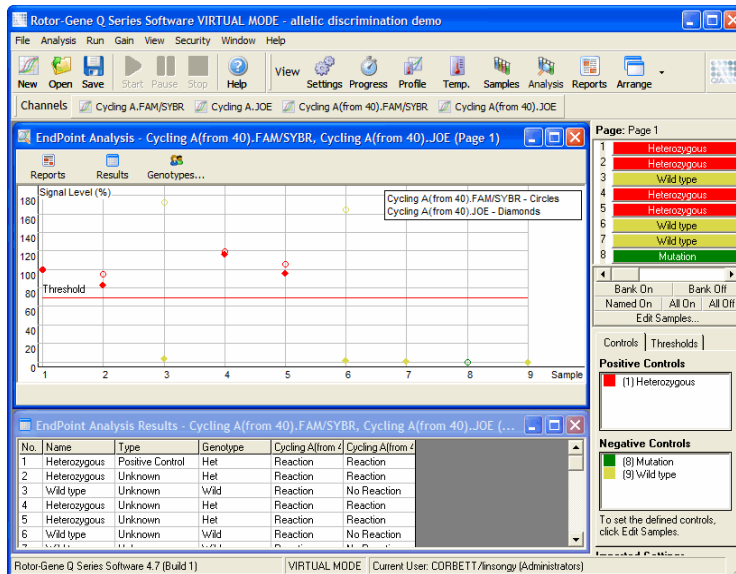 Rotor-Gene Q Series Software VIRTUAL MODE - allelic discrimination demo
File Analysis Run Gain View Security Window Help
New Open Save Start Pause Stop Help View Settings Progress Profile Temp. Samples Analysis Reports Arrange
Channels Cycling A.FAM/SYBR Cycling A.JOE Cycling A(from 40).FAM/SYBR Cycling A(from 40).JOE
EndPoint Analysis - Cycling A(from 40).FAM/SYBR, Cycling A(from 40).JOE (Page 1)
Reports Results Genotypes...
Signal Level (%)
Cycling A(from 40).FAM/SYBR - Circles
Cycling A(from 40).JOE - Diamonds
180
160
140
120
100
80
Threshold
60
40
20
0
1 2 3 4 5 6 7 8 9 Sample
Page: Page 1
1 Heterozygous
2 Heterozygous
3 Wild type
4 Heterozygous
5 Heterozygous
6 Wild type
7 Wild type
8 Mutation
Bank On Bank Off
Named On All On All Off
Edit Samples...
Controls Thresholds
Positive Controls
(1) Heterozygous
Negative Controls
(8) Mutation
(9) Wild type
To set the defined controls,
click Edit Samples.
EndPoint Analysis Results - Cycling A(from 40).FAM/SYBR, Cycling A(from 40).JOE (...
No. Name Type Genotype Cycling A(from 4 Cycling A(from 4
1 Heterozygous Positive Control Het Reaction Reaction
2 Heterozygous Unknown Het Reaction Reaction
3 Wild type Unknown Wild Reaction No Reaction
4 Heterozygous Unknown Het Reaction Reaction
5 Heterozygous Unknown Het Reaction Reaction
6 Wild type Unknown Wild Reaction No Reaction
Rotor-Gene Q Series Software 4.7 (Build 1) VIRTUAL MODE Current User: CORBETT/linsongy (Administrators)